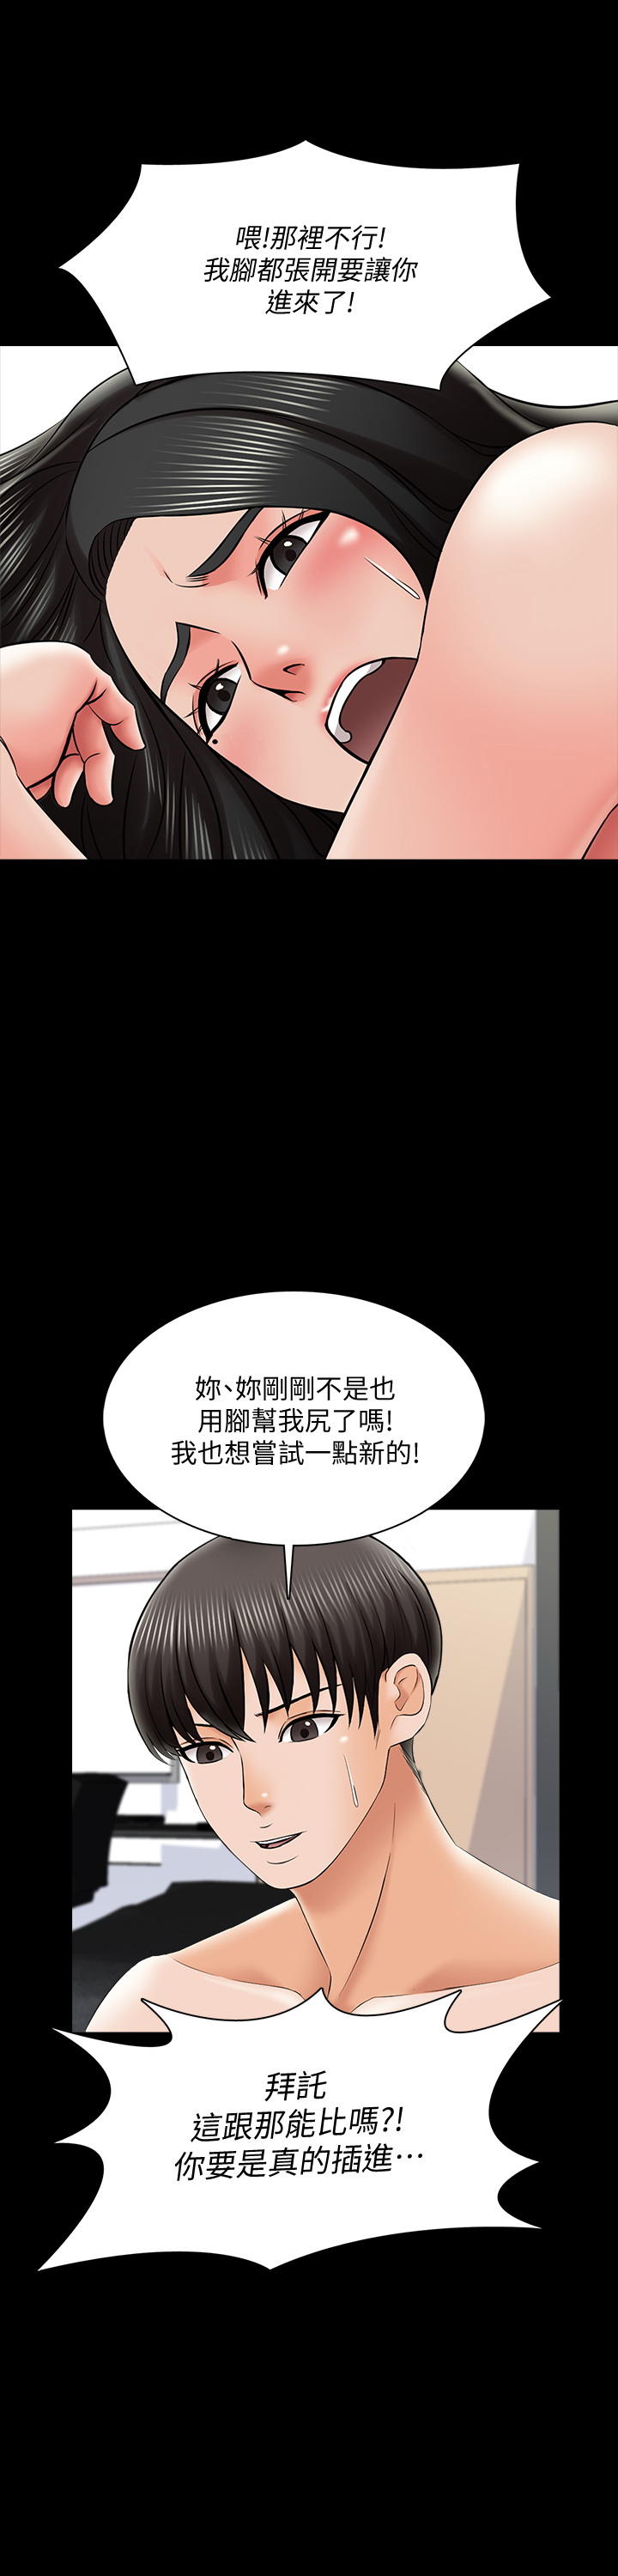 喂!那裡不行!
我腳都張開要讓你
進來了!
妳、妳剛剛不是也
用腳幫我尻了嗎!
我也想嘗試一點新的!
拜託
這跟那能比嗎?!
你要是真的插進…